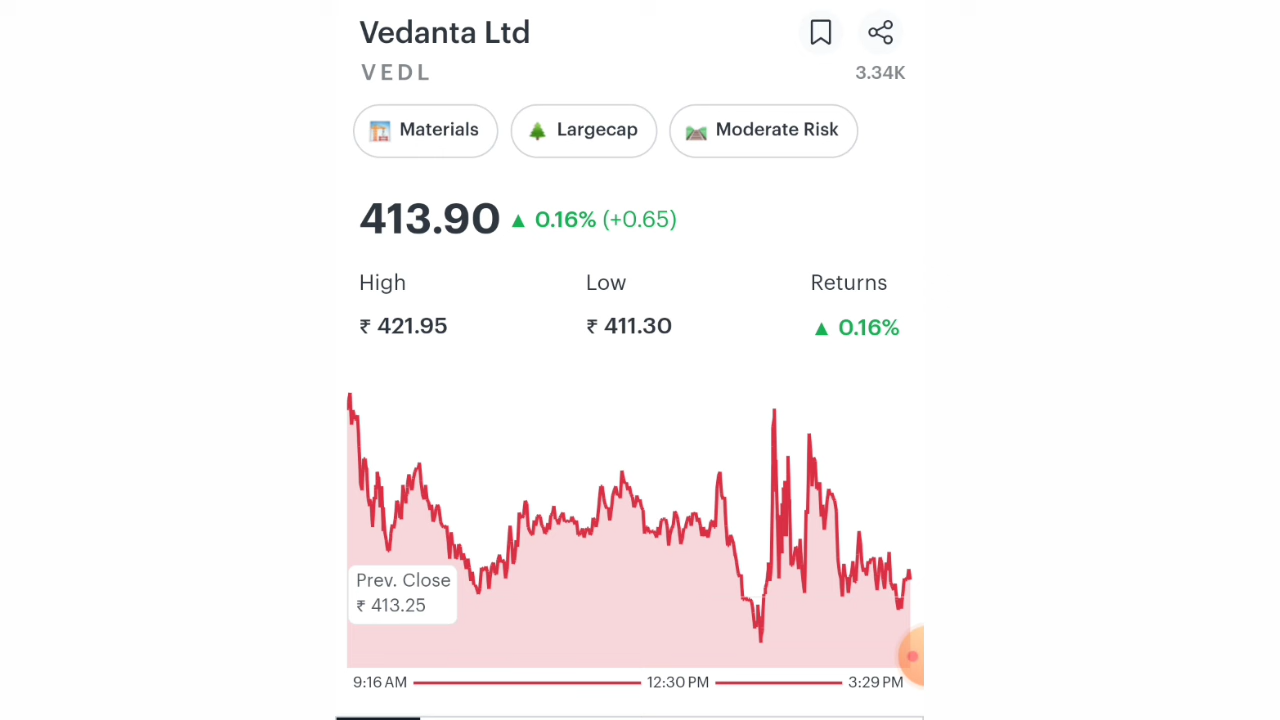 Vedanta Ltd
VEDL
3.34K
Materials
Largecap
Moderate Risk
413.90 ▲ 0.16% (+0.65)
High Low Returns
₹ 421.95 ₹ 411.30 ▲ 0.16%
Prev. Close
₹ 413.25
9:16 AM 12:30 PM 3:29 PM